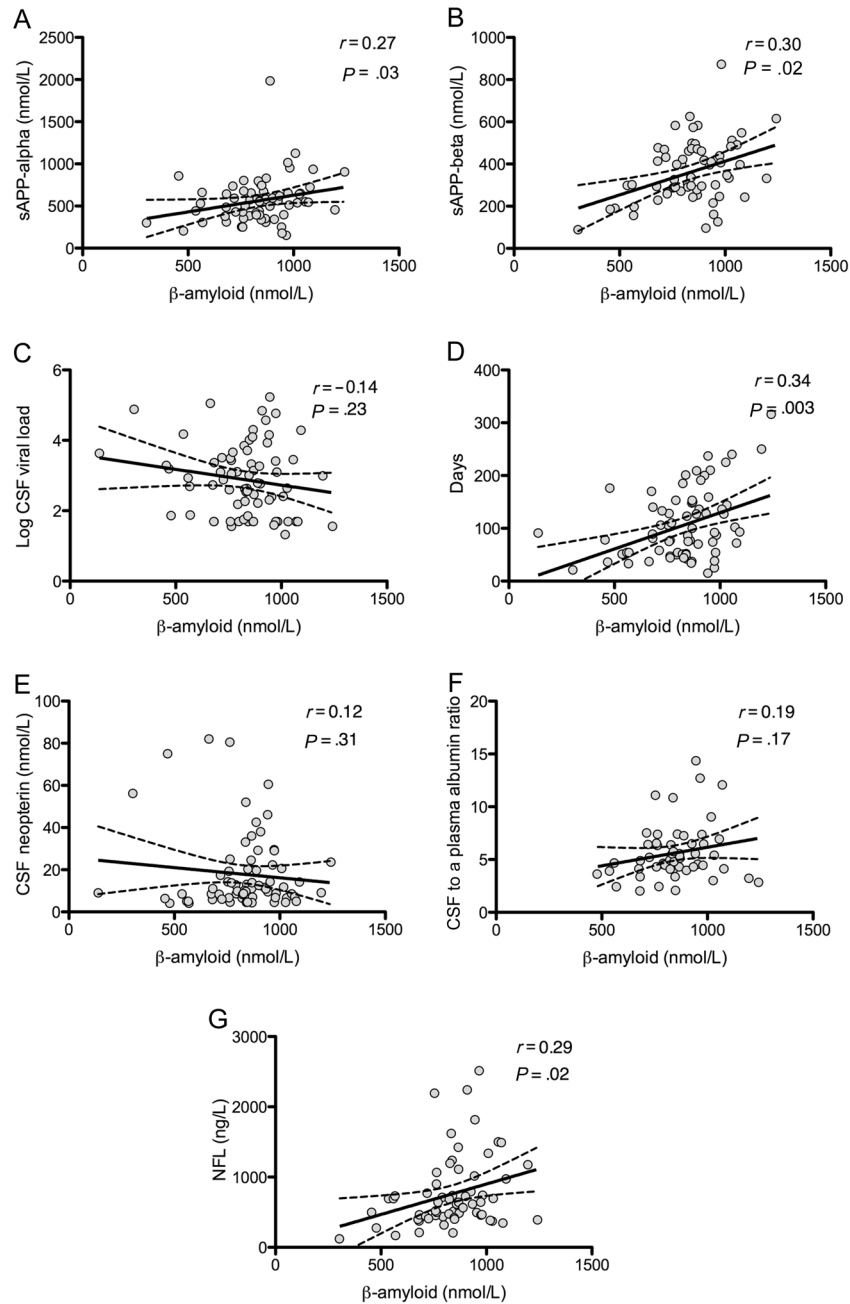 A
2500
2000
1500
1000
500
0
sAPP-alpha (nmol/L)
r = 0.27
P = .03
0 500 1000 1500
β-amyloid (nmol/L)
B
1000
800
600
400
200
0
sAPP-beta (nmol/L)
r = 0.30
P = .02
0 500 1000 1500
β-amyloid (nmol/L)
C
6
4
2
0
Log CSF viral load
r = −0.14
P = .23
0 500 1000 1500
β-amyloid (nmol/L)
D
400
300
200
100
0
Days
r = 0.34
P = .003
0 500 1000 1500
β-amyloid (nmol/L)
E
100
80
60
40
20
0
CSF neopterin (nmol/L)
r = 0.12
P = .31
0 500 1000 1500
β-amyloid (nmol/L)
F
20
15
10
5
0
CSF to a plasma albumin ratio
r = 0.19
P = .17
0 500 1000 1500
β-amyloid (nmol/L)
G
3000
2000
1000
0
NFL (ng/L)
r = 0.29
P = .02
0 500 1000 1500
β-amyloid (nmol/L)